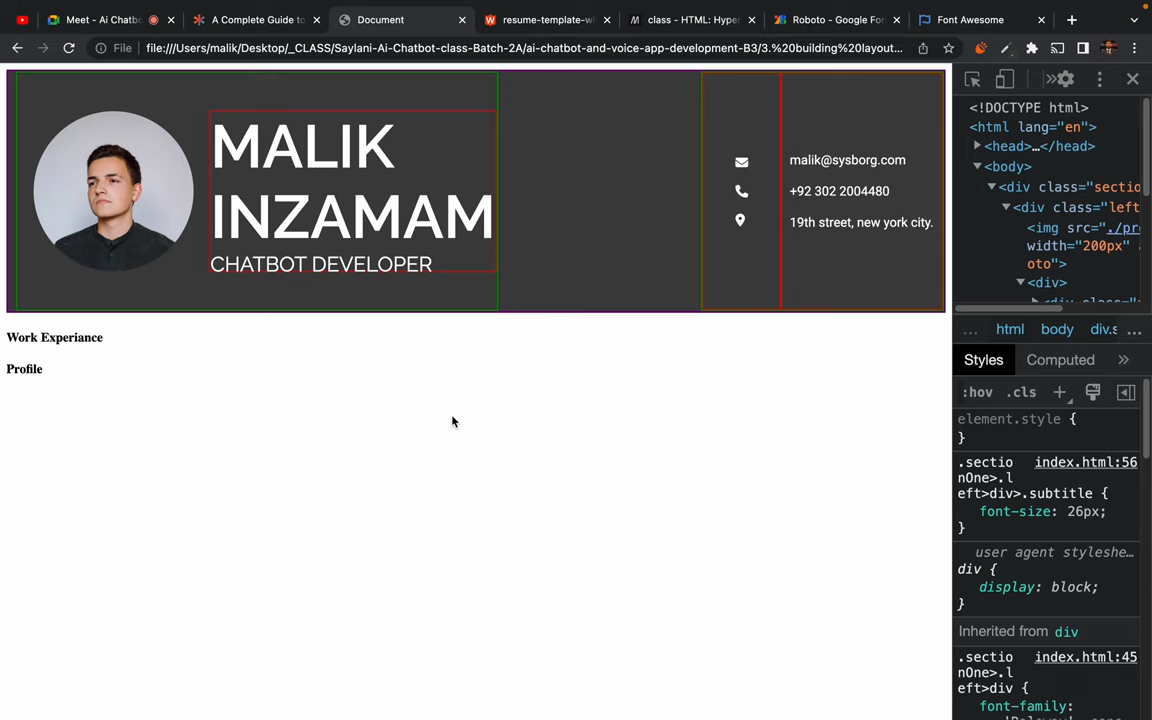 Meet - Ai Chatbo
A Complete Guide to
Document
resume-template-wi
class - HTML: Hyper
Roboto - Google Fon
Font Awesome
File
file:///Users/malik/Desktop/_CLASS/Saylani-Ai-Chatbot-class-Batch-2A/ai-chatbot-and-voice-app-development-B3/3.%20building%20layout...
MALIK
INZAMAM
CHATBOT DEVELOPER
malik@sysborg.com
+92 302 2004480
19th street, new york city.
Work Experiance
Profile
<!DOCTYPE html>
<html lang="en">
<head>…</head>
<body>
<div class="sectio
<div class="left
<img src="./pro
width="200px"
oto">
<div>
... html body div.s ...
Styles Computed
:hov .cls
element.style {
}
.sectio index.html:56
nOne>.l
eft>div>.subtitle {
font-size: 26px;
}
user agent styleshe…
div {
display: block;
}
Inherited from div
.sectio index.html:45
nOne>.l
eft>div {
font-family: